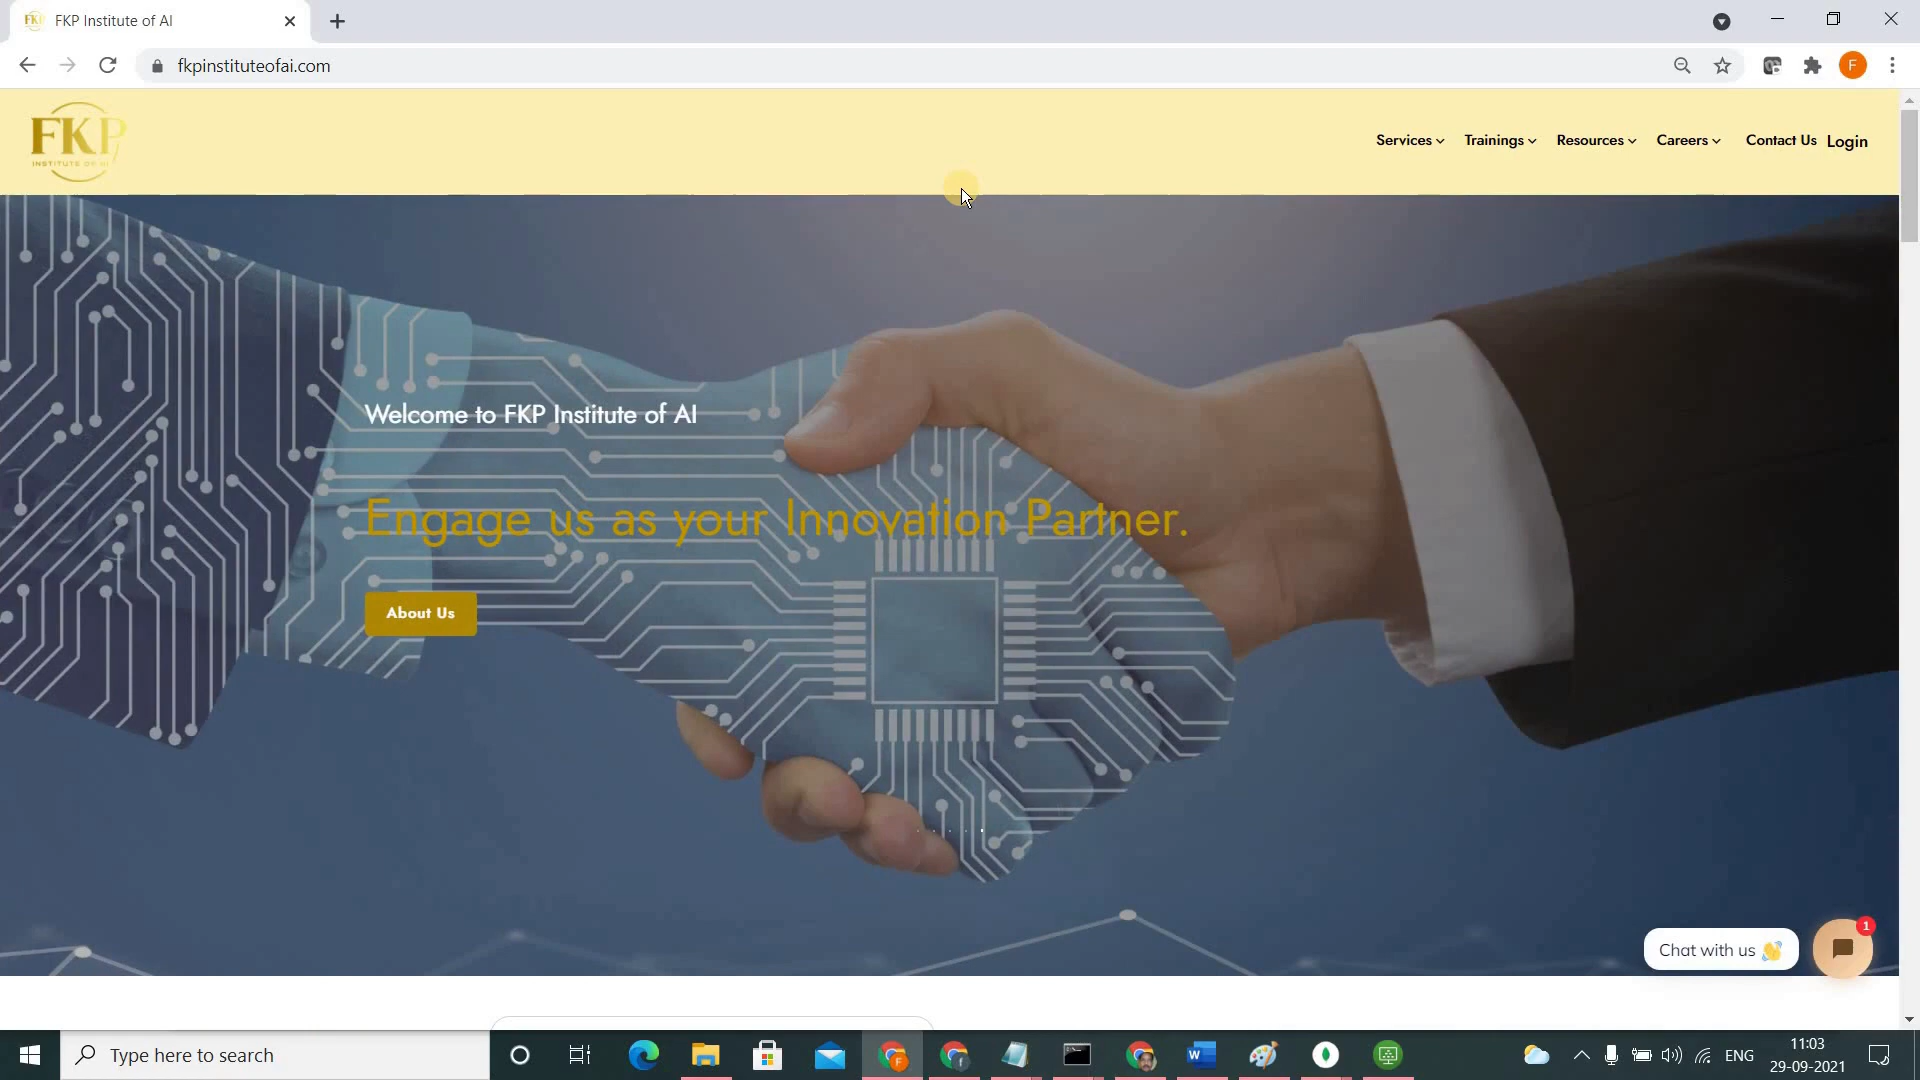 FKP Institute of AI
fkpinstituteofai.com
F
FKP
INSTITUTE OF AI
Services
Trainings
Resources
Careers
Contact Us
Login
Welcome to FKP Institute of AI
Engage us as your Innovation Partner.
About Us
Chat with us 👋
1
Type here to search
ENG
11:03
29-09-2021